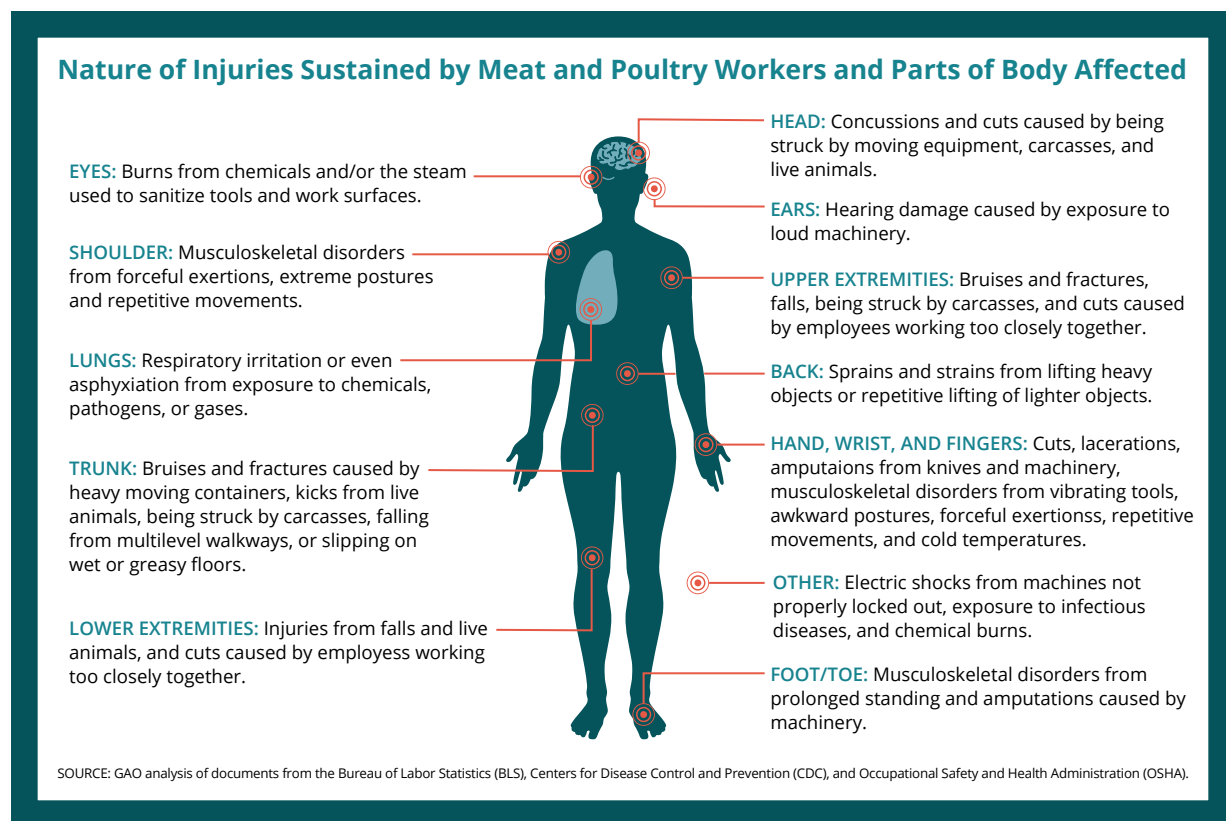 Nature of Injuries Sustained by Meat and Poultry Workers and Parts of Body Affected
EYES: Burns from chemicals and/or the steam
used to sanitize tools and work surfaces.
SHOULDER: Musculoskeletal disorders
from forceful exertions, extreme postures
and repetitive movements.
LUNGS: Respiratory irritation or even
asphyxiation from exposure to chemicals,
pathogens, or gases.
TRUNK: Bruises and fractures caused by
heavy moving containers, kicks from live
animals, being struck by carcasses, falling
from multilevel walkways, or slipping on
wet or greasy floors.
LOWER EXTREMITIES: Injuries from falls and live
animals, and cuts caused by employess working
too closely together.
HEAD: Concussions and cuts caused by being
struck by moving equipment, carcasses, and
live animals.
EARS: Hearing damage caused by exposure to
loud machinery.
UPPER EXTREMITIES: Bruises and fractures,
falls, being struck by carcasses, and cuts caused
by employees working too closely together.
BACK: Sprains and strains from lifting heavy
objects or repetitive lifting of lighter objects.
HAND, WRIST, AND FINGERS: Cuts, lacerations,
amputaions from knives and machinery,
musculoskeletal disorders from vibrating tools,
awkward postures, forceful exertionss, repetitive
movements, and cold temperatures.
OTHER: Electric shocks from machines not
properly locked out, exposure to infectious
diseases, and chemical burns.
FOOT/TOE: Musculoskeletal disorders from
prolonged standing and amputations caused by
machinery.
SOURCE: GAO analysis of documents from the Bureau of Labor Statistics (BLS), Centers for Disease Control and Prevention (CDC), and Occupational Safety and Health Administration (OSHA).